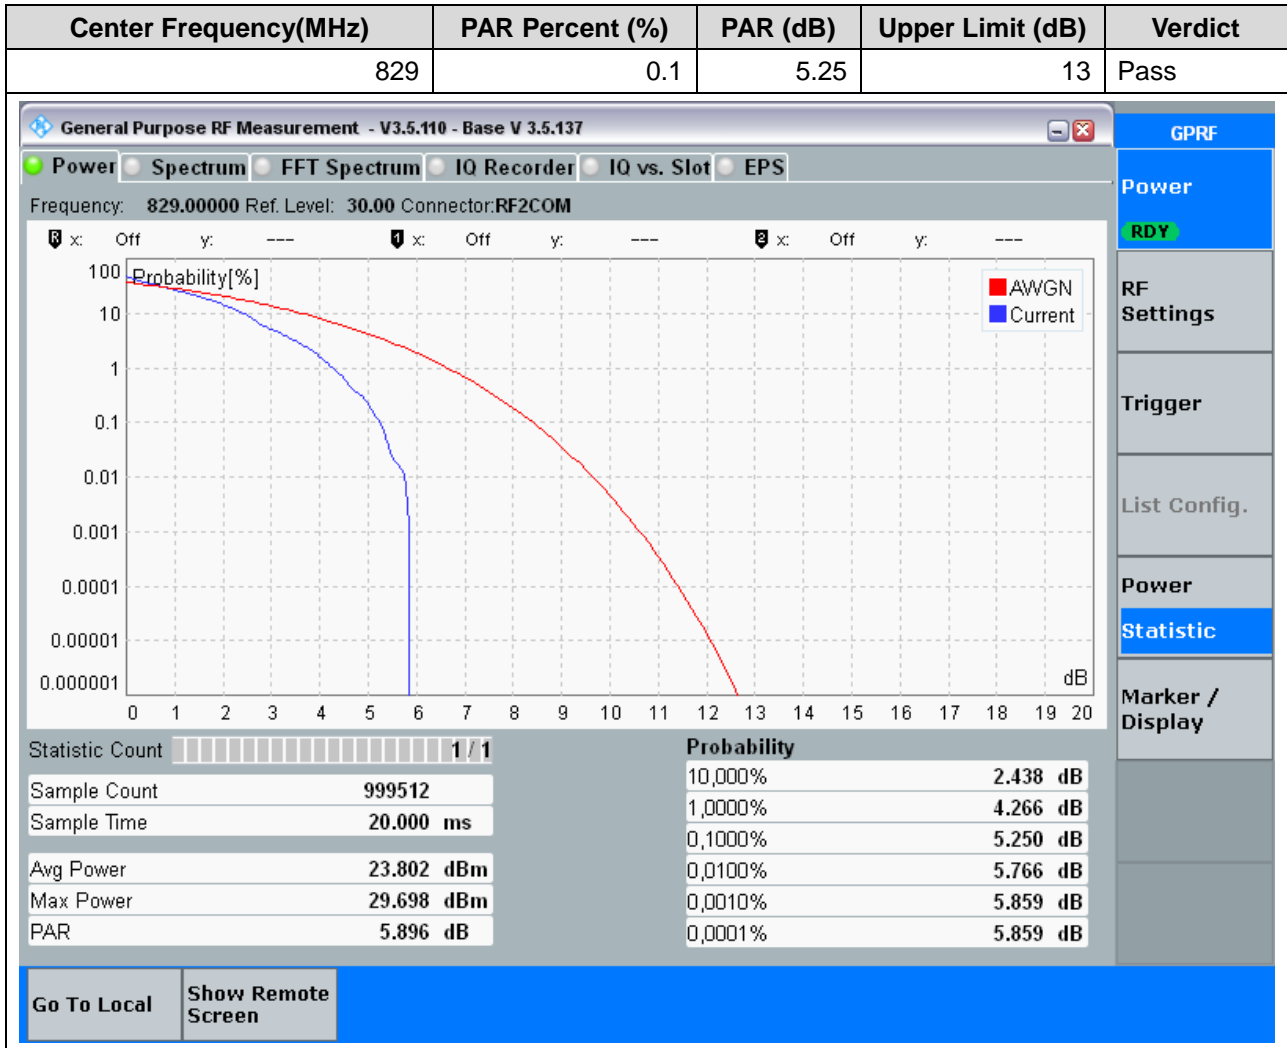 Center Frequency(MHz) PAR Percent (%) PAR (dB) Upper Limit (dB) Verdict
829 0.1 5.25 13 Pass
General Purpose RF Measurement - V3.5.110 - Base V 3.5.137
GPRF
Power Spectrum FFT Spectrum IQ Recorder IQ vs. Slot EPS
Power
RDY
Frequency: 829.00000 Ref. Level: 30.00 Connector:RF2COM
R x: Off y: --- 1 x: Off y: --- 2 x: Off y: ---
Probability[%]
AWGN
Current
100
10
1
0.1
0.01
0.001
0.0001
0.00001
0.000001
dB
0 1 2 3 4 5 6 7 8 9 10 11 12 13 14 15 16 17 18 19 20
RF
Settings
Trigger
List Config.
Power
Statistic
Marker /
Display
Statistic Count 1 / 1
Sample Count 999512
Sample Time 20.000 ms
Avg Power 23.802 dBm
Max Power 29.698 dBm
PAR 5.896 dB
Probability
10,000% 2.438 dB
1,0000% 4.266 dB
0,1000% 5.250 dB
0,0100% 5.766 dB
0,0010% 5.859 dB
0,0001% 5.859 dB
Go To Local
Show Remote
Screen